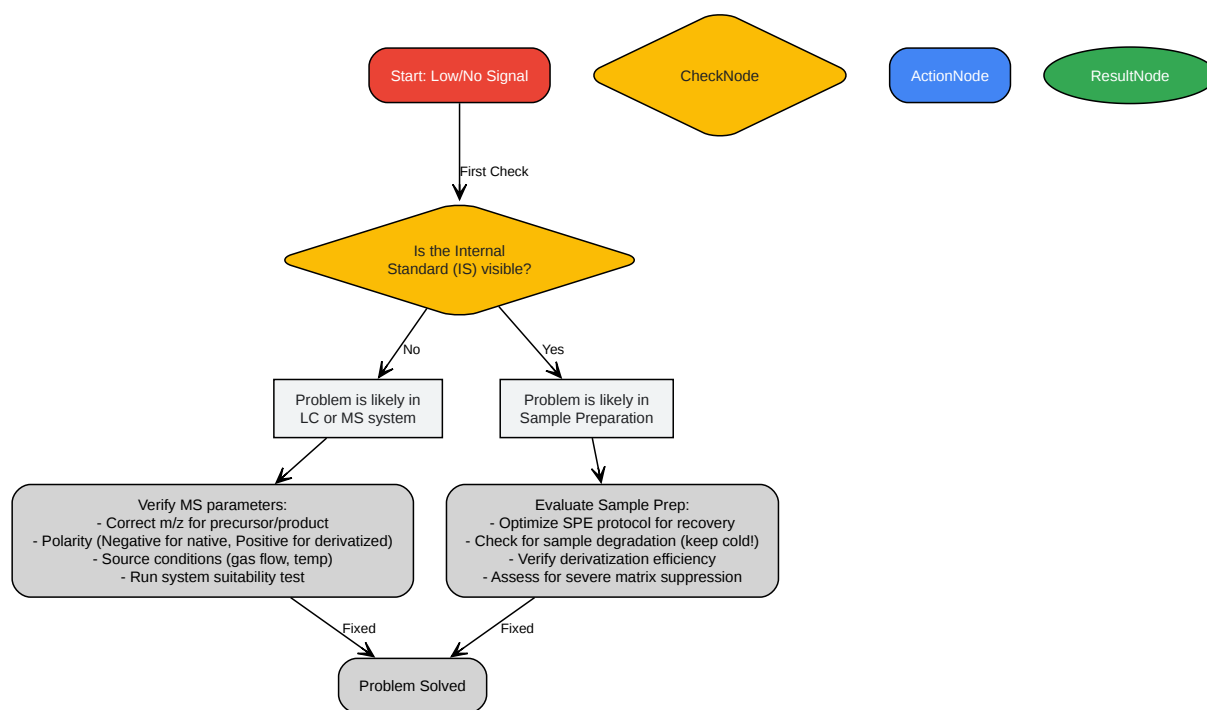 Start: Low/No Signal
CheckNode
ActionNode
ResultNode
First Check
Is the Internal
Standard (IS) visible?
No
Yes
Problem is likely in
LC or MS system
Problem is likely in
Sample Preparation
Verify MS parameters:
- Correct m/z for precursor/product
- Polarity (Negative for native, Positive for derivatized)
- Source conditions (gas flow, temp)
- Run system suitability test
Evaluate Sample Prep:
- Optimize SPE protocol for recovery
- Check for sample degradation (keep cold!)
- Verify derivatization efficiency
- Assess for severe matrix suppression
Fixed
Fixed
Problem Solved